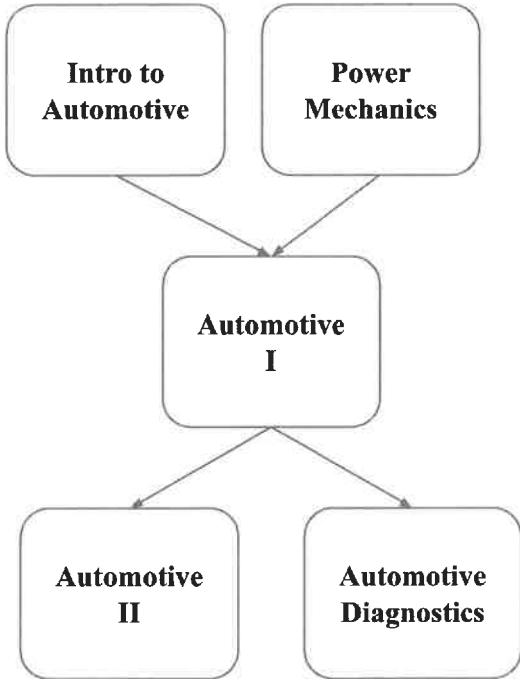 Intro to
Automotive
Power
Mechanics
Automotive
I
Automotive
II
Automotive
Diagnostics